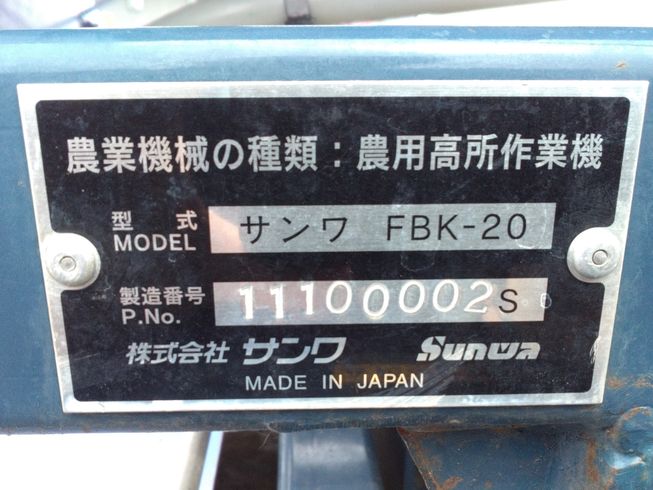 農業機械の種類：農用高所作業機
型式 サンワ FBK-20
MODEL
製造番号 11100002S
P.No.
株式会社 サンワ Sunwa
MADE IN JAPAN